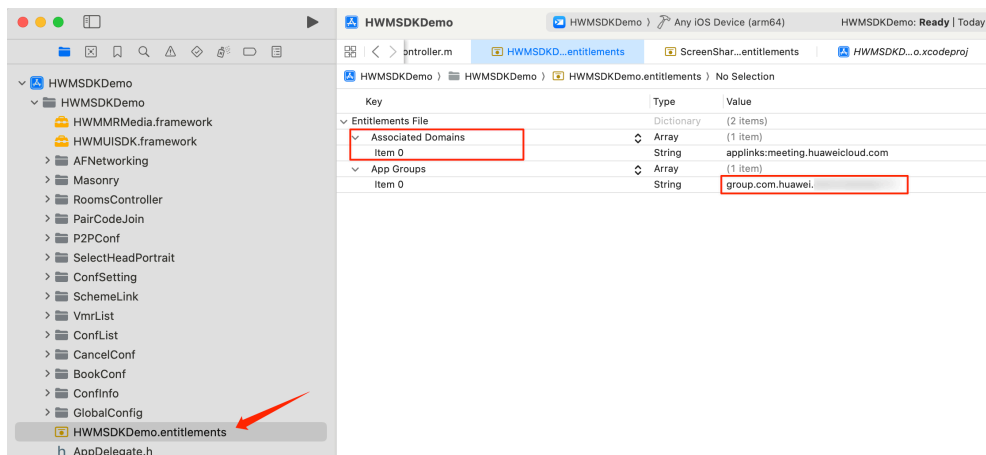 HWMSDKDemo
HWMSDKDemo
Any iOS Device (arm64)
HWMSDKDemo: Ready | Today
ontroller.m
HWMSDKD...entitlements
ScreenShar...entitlements
HWMSDKD...o.xcodeproj
HWMSDKDemo
HWMSDKDemo
HWMSDKDemo.entitlements
No Selection
Key
Type
Value
Entitlements File
Dictionary
(2 items)
Associated Domains
Array
(1 item)
Item 0
String
applinks:meeting.huaweicloud.com
App Groups
Array
(1 item)
Item 0
String
group.com.huawei.
HWMSDKDemo
HWMSDKDemo
HWMMRMedia.framework
HWMUISDK.framework
AFNetworking
Masonry
RoomsController
PairCodeJoin
P2PConf
SelectHeadPortrait
ConfSetting
SchemeLink
VmrList
ConfList
CancelConf
BookConf
ConfInfo
GlobalConfig
HWMSDKDemo.entitlements
h AppDelegate.h